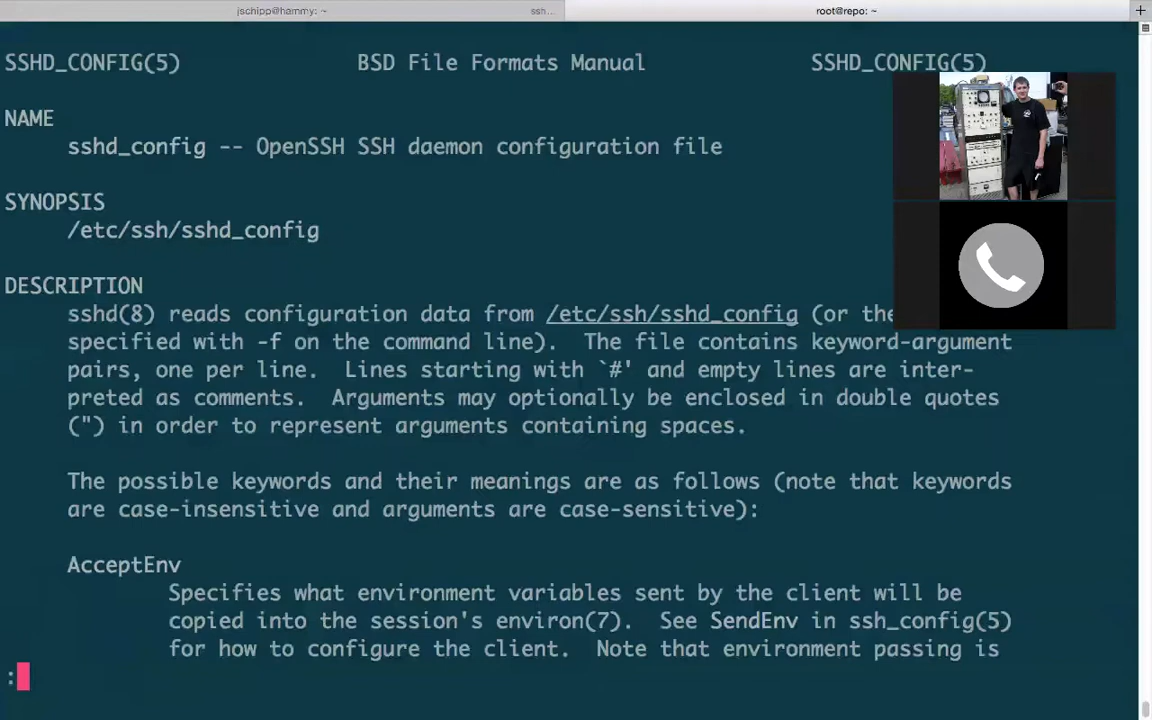 jschipp@hammy: ~
ssh...
root@repo: ~
SSHD_CONFIG(5) BSD File Formats Manual SSHD_CONFIG(5)
NAME
sshd_config -- OpenSSH SSH daemon configuration file
SYNOPSIS
/etc/ssh/sshd_config
DESCRIPTION
sshd(8) reads configuration data from /etc/ssh/sshd_config (or the
specified with -f on the command line). The file contains keyword-argument
pairs, one per line. Lines starting with `#' and empty lines are inter-
preted as comments. Arguments may optionally be enclosed in double quotes
(") in order to represent arguments containing spaces.
The possible keywords and their meanings are as follows (note that keywords
are case-insensitive and arguments are case-sensitive):
AcceptEnv
Specifies what environment variables sent by the client will be
copied into the session's environ(7). See SendEnv in ssh_config(5)
for how to configure the client. Note that environment passing is
: